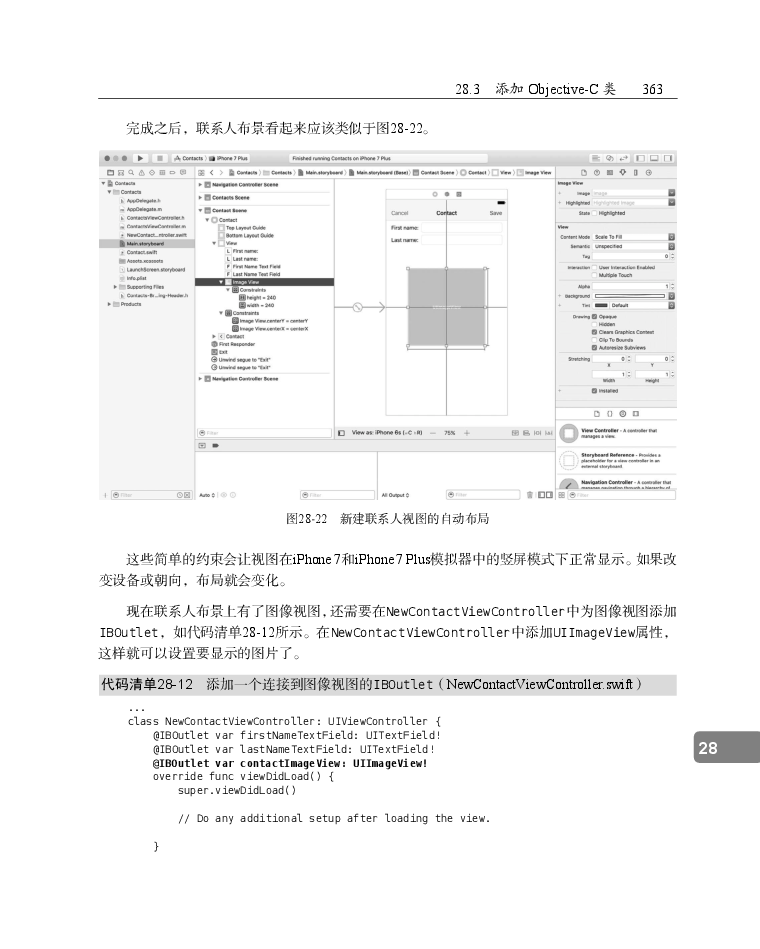 28.3 添加 Objective-C 类 363
完成之后，联系人布景看起来应该类似于图28-22。
Contacts iPhone 7 Plus Finished running Contacts on iPhone 7 Plus
Contacts Contacts Main.storyboard Main.storyboard (Base) Contact Scene Contact View Image View
Contacts
Contacts
AppDelegate.h
AppDelegate.m
ContactsViewController.h
ContactsViewController.m
NewContact...ntroller.swift
Main.storyboard
Contact.swift
Assets.xcassets
LaunchScreen.storyboard
Info.plist
Supporting Files
Contacts-Br...ing-Header.h
Products
Filter
Navigation Controller Scene
Contacts Scene
Contact Scene
Contact
Top Layout Guide
Bottom Layout Guide
View
First name:
Last name:
First Name Text Field
Last Name Text Field
Image View
Constraints
height = 240
width = 240
Constraints
Image View.centerY = centerY
Image View.centerX = centerX
Contact
First Responder
Exit
Unwind segue to "Exit"
Unwind segue to "Exit"
Navigation Controller Scene
Filter
Cancel Contact Save
First name:
Last name:
View as: iPhone 6s (wC hR) — 75% +
Auto Filter All Output Filter
Image View
Image Image
Highlighted Highlighted Image
State Highlighted
View
Content Mode Scale To Fill
Semantic Unspecified
Tag 0
Interaction User Interaction Enabled
Multiple Touch
Alpha 1
Background
Tint Default
Drawing Opaque
Hidden
Clears Graphics Context
Clip To Bounds
Autoresize Subviews
Stretching 0 0
X Y
1 1
Width Height
Installed
View Controller - A controller that
manages a view.
Storyboard Reference - Provides a
placeholder for a view controller in an
external storyboard.
Navigation Controller - A controller that
manages navigation through a hierarchy of
Filter
图28-22 新建联系人视图的自动布局
这些简单的约束会让视图在iPhone 7和iPhone 7 Plus模拟器中的竖屏模式下正常显示。如果改
变设备或朝向，布局就会变化。
现在联系人布景上有了图像视图，还需要在NewContactViewController中为图像视图添加
IBOutlet，如代码清单28-12所示。在NewContactViewController中添加UIImageView属性，
这样就可以设置要显示的图片了。
代码清单28-12 添加一个连接到图像视图的IBOutlet（NewContactViewController.swift）
...
class NewContactViewController: UIViewController {
@IBOutlet var firstNameTextField: UITextField!
@IBOutlet var lastNameTextField: UITextField!
@IBOutlet var contactImageView: UIImageView!
override func viewDidLoad() {
super.viewDidLoad()
// Do any additional setup after loading the view.
}
28